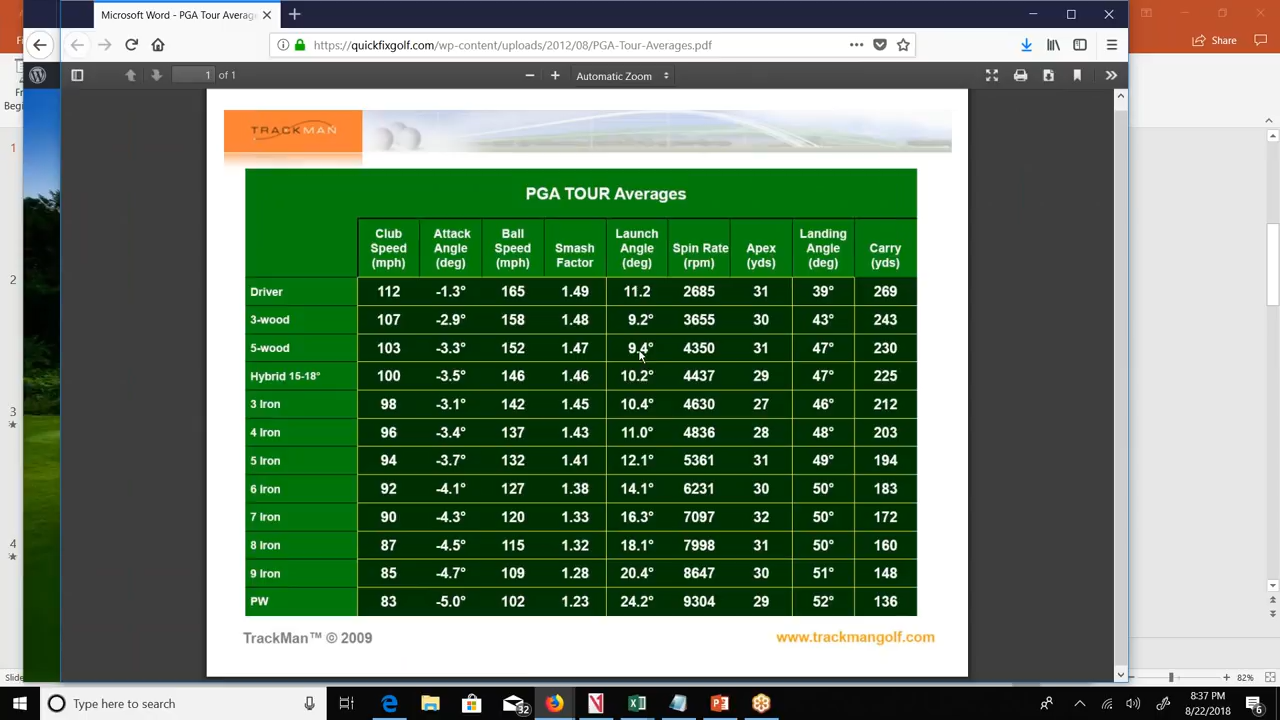 Microsoft Word - PGA Tour Averag
https://quickfixgolf.com/wp-content/uploads/2012/08/PGA-Tour-Averages.pdf
Share
1 of 1
Automatic Zoom
Begin
TRACKMAN
PGA TOUR Averages
Club Speed (mph) Attack Angle (deg) Ball Speed (mph) Smash Factor Launch Angle (deg) Spin Rate (rpm) Apex (yds) Landing Angle (deg) Carry (yds)
Driver 112 -1.3° 165 1.49 11.2 2685 31 39° 269
3-wood 107 -2.9° 158 1.48 9.2° 3655 30 43° 243
5-wood 103 -3.3° 152 1.47 9.4° 4350 31 47° 230
Hybrid 15-18° 100 -3.5° 146 1.46 10.2° 4437 29 47° 225
3 Iron 98 -3.1° 142 1.45 10.4° 4630 27 46° 212
4 Iron 96 -3.4° 137 1.43 11.0° 4836 28 48° 203
5 Iron 94 -3.7° 132 1.41 12.1° 5361 31 49° 194
6 Iron 92 -4.1° 127 1.38 14.1° 6231 30 50° 183
7 Iron 90 -4.3° 120 1.33 16.3° 7097 32 50° 172
8 Iron 87 -4.5° 115 1.32 18.1° 7998 31 50° 160
9 Iron 85 -4.7° 109 1.28 20.4° 8647 30 51° 148
PW 83 -5.0° 102 1.23 24.2° 9304 29 52° 136
TrackMan™ © 2009 www.trackmangolf.com
1
2
3
4
Slide
82%
Type here to search
32
8:37 PM
8/22/2018
6